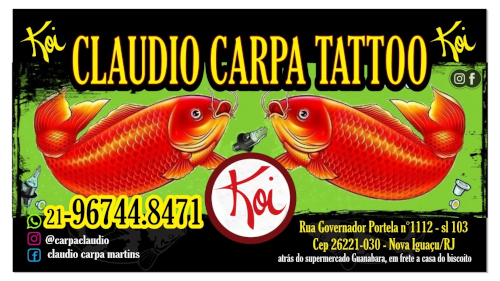 Koi CLAUDIO CARPA TATTOO Koi
Koi
21-96744.8471
@carpaclaudio
claudio carpa martins
Rua Governador Portela n°1112 - sl 103
Cep 26221-030 - Nova Iguaçu/RJ
atrás do supermercado Guanabara, em frete a casa do biscoito